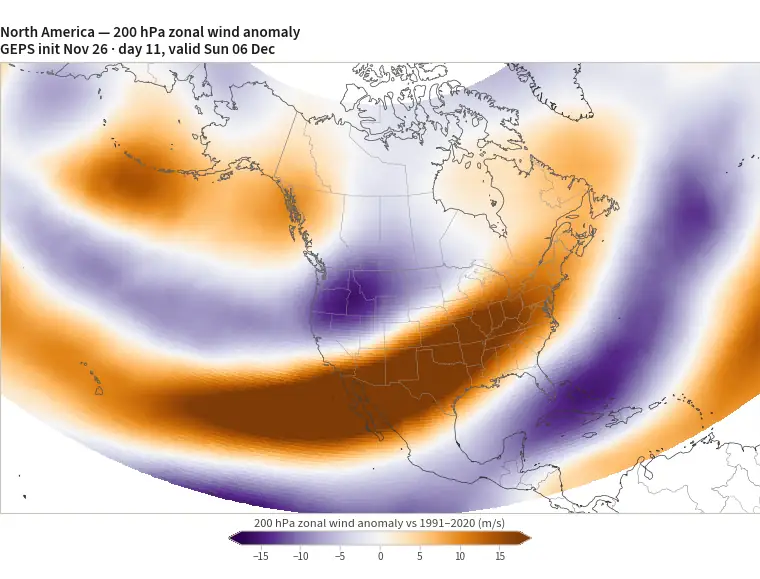 North America — 200 hPa zonal wind anomaly
GEPS init Nov 26 · day 11, valid Sun 06 Dec
200 hPa zonal wind anomaly vs 1991–2020 (m/s)
−15 −10 −5 0 5 10 15